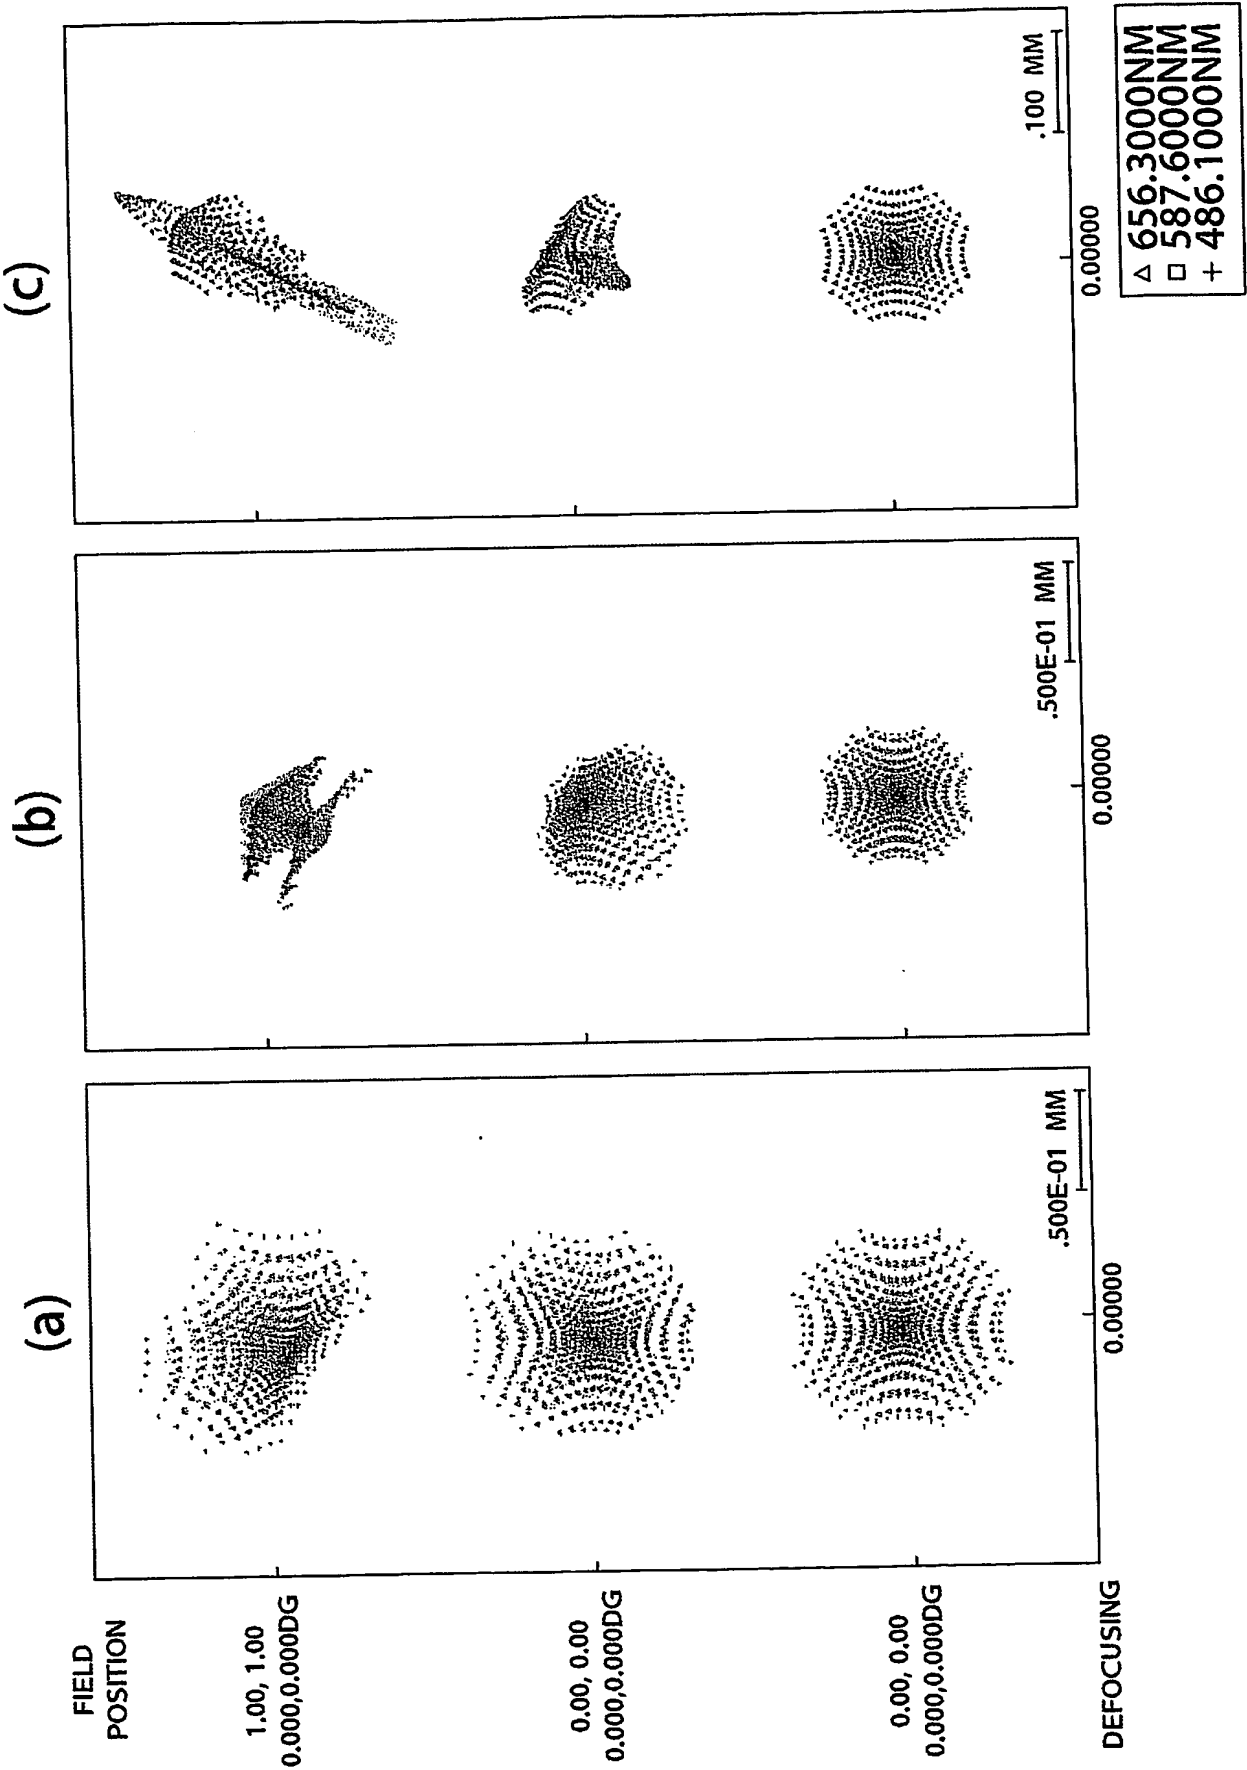 (a)
(b)
(c)
FIELD
POSITION
1.00, 1.00
0.000,0.000DG
0.00, 0.00
0.000,0.000DG
0.00, 0.00
0.000,0.000DG
DEFOCUSING
.500E-01 MM
0.00000
.500E-01 MM
0.00000
.100 MM
0.00000
△ 656.3000NM
□ 587.6000NM
+ 486.1000NM